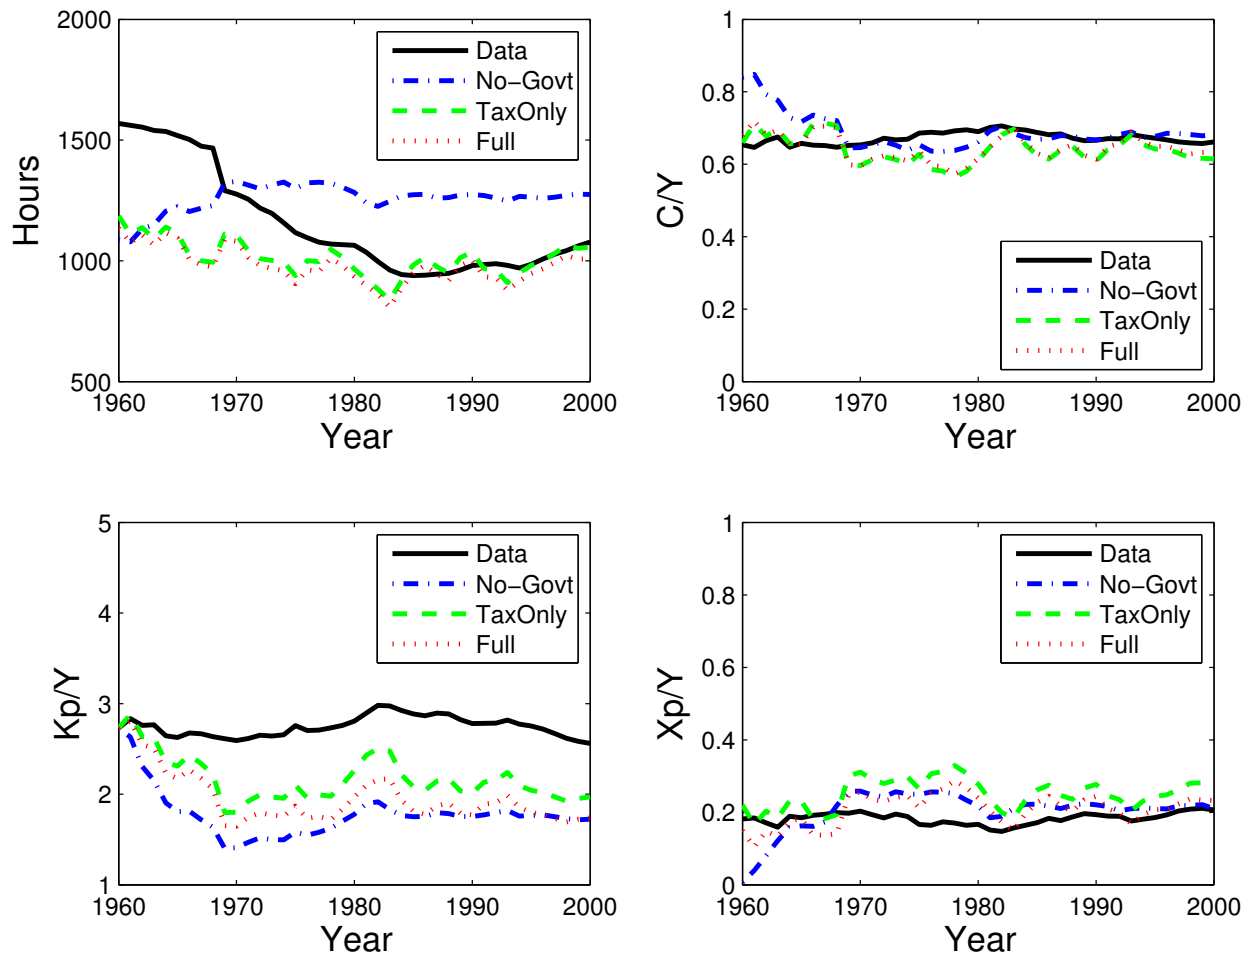 2000
1500
1000
500
Hours
Data
No−Govt
TaxOnly
Full
1960
1970
1980
1990
2000
Year
1
0.8
0.6
0.4
0.2
0
C/Y
Data
No−Govt
TaxOnly
Full
1960
1970
1980
1990
2000
Year
5
4
3
2
1
Kp/Y
Data
No−Govt
TaxOnly
Full
1960
1970
1980
1990
2000
Year
1
0.8
0.6
0.4
0.2
0
Xp/Y
Data
No−Govt
TaxOnly
Full
1960
1970
1980
1990
2000
Year